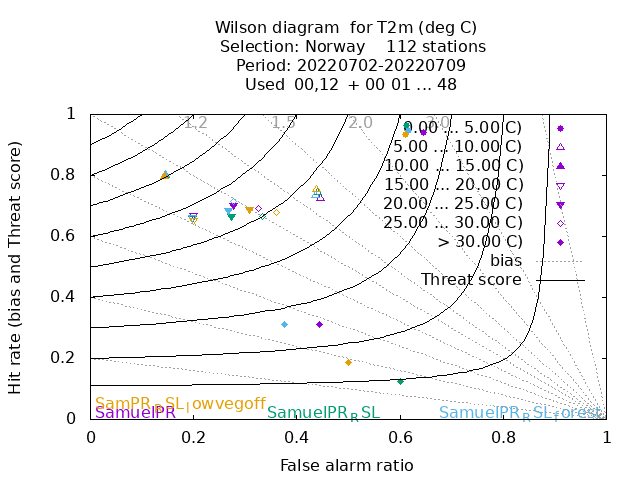 Wilson diagram  for T2m (deg C)
Selection: Norway    112 stations
Period: 20220702-20220709
Used  00,12  + 00 01 ... 48
Hit rate (bias and Threat score)
1
0.8
0.6
0.4
0.2
0
1.2
1.5
2.0
3.0
0.00 ... 5.00 C)
5.00 ... 10.00 C)
10.00 ... 15.00 C)
15.00 ... 20.00 C)
20.00 ... 25.00 C)
25.00 ... 30.00 C)
> 30.00 C)
bias
Threat score
SamPR_RSL_lowvegoff
SamuelPR
SamuelPR_RSL
SamuelPR_RSL_forest
0
0.2
0.4
0.6
0.8
1
False alarm ratio